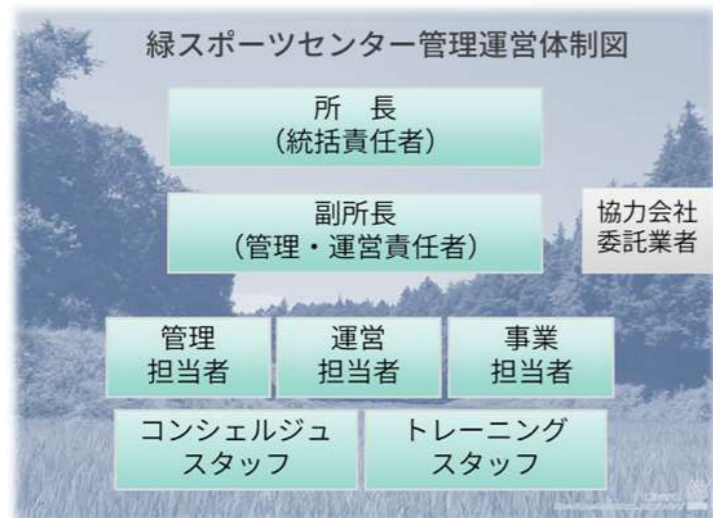 緑スポーツセンター管理運営体制図
所　長
（統括責任者）
副所長
（管理・運営責任者）
協力会社
委託業者
管理
担当者
運営
担当者
事業
担当者
コンシェルジュ
スタッフ
トレーニング
スタッフ